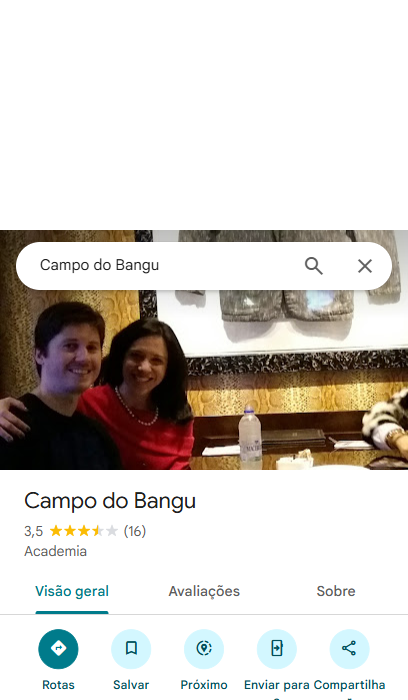 Campo do Bangu
Campo do Bangu
3,5 (16)
Academia
Visão geral Avaliações Sobre
Rotas Salvar Próximo Enviar para Compartilha